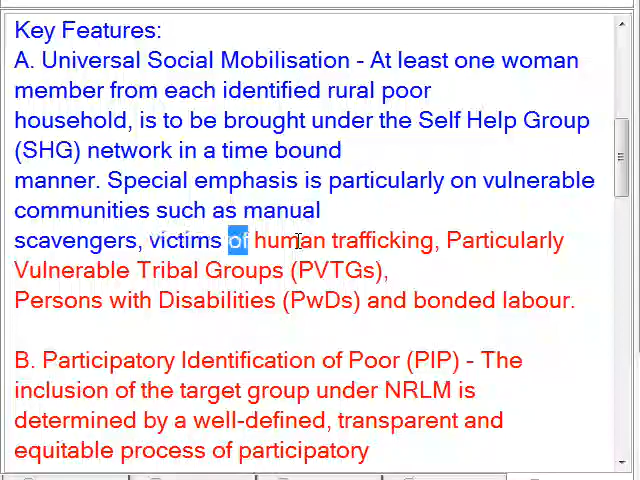 Key Features:
A. Universal Social Mobilisation - At least one woman
member from each identified rural poor
household, is to be brought under the Self Help Group
(SHG) network in a time bound
manner. Special emphasis is particularly on vulnerable
communities such as manual
scavengers, victims of human trafficking, Particularly
Vulnerable Tribal Groups (PVTGs),
Persons with Disabilities (PwDs) and bonded labour.
B. Participatory Identification of Poor (PIP) - The
inclusion of the target group under NRLM is
determined by a well-defined, transparent and
equitable process of participatory